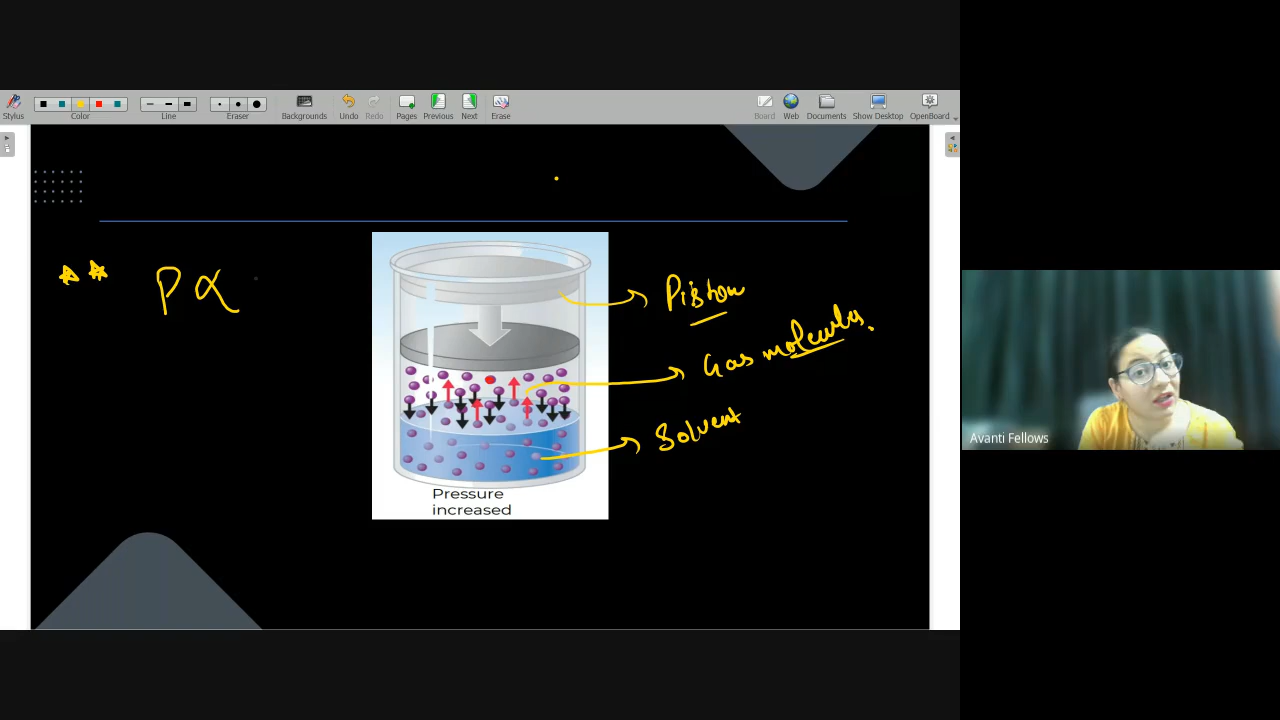 Stylus
Color
Line
Eraser
Backgrounds
Undo
Redo
Pages
Previous
Next
Erase
Board
Web
Documents
Show Desktop
OpenBoard
P α
Piston
Gas molecules.
Solvent
Pressure
increased
Avanti Fellows